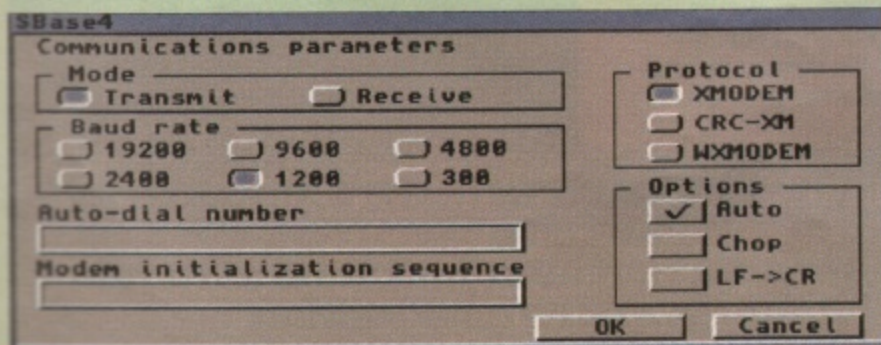 SBase4
Communications parameters
Mode
Transmit Receive
Baud rate
19200 9600 4800
2400 1200 300
Auto-dial number
Modem initialization sequence
Protocol
XMODEM
CRC-XM
WXMODEM
Options
Auto
Chop
LF->CR
OK Cancel